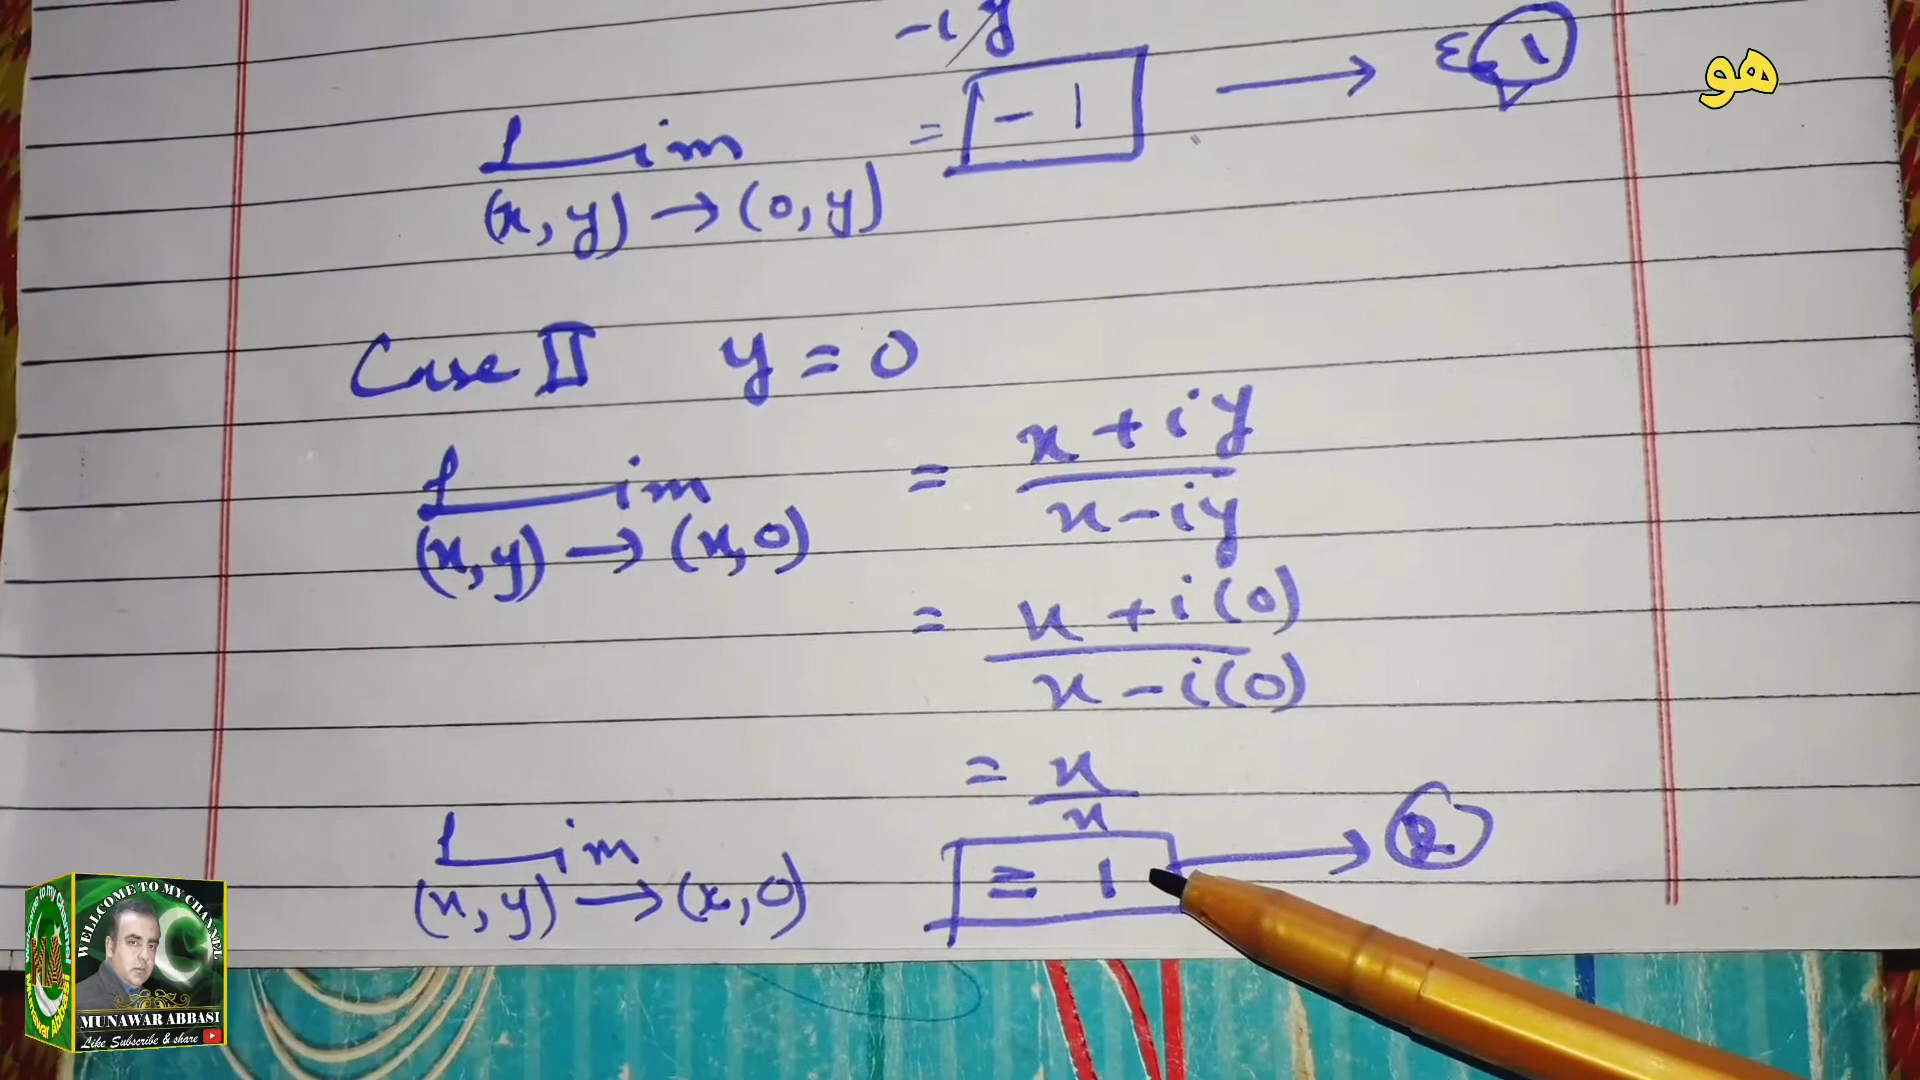 -iy
هو
Lim = -1 → Eq 1
(x, y) → (0, y)
Case II y = 0
Lim = x + iy
(x, y) → (x, 0) x - iy
= x + i(0)
x - i(0)
= x
x
Lim = 1 → 2
(x, y) → (x, 0)
WELLCOME TO MY CHANNEL
MUNAWAR ABBASI
Like Subscribe & share